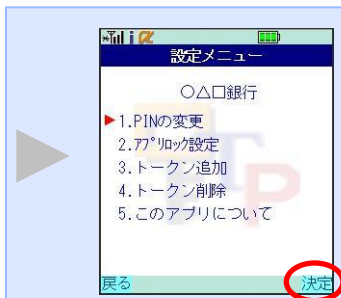 設定メニュー
○△□銀行
1.PINの変更
2.ｱﾌﾟﾘﾛｯｸ設定
3.トークン追加
4.トークン削除
5.このアプリについて
戻る 決定